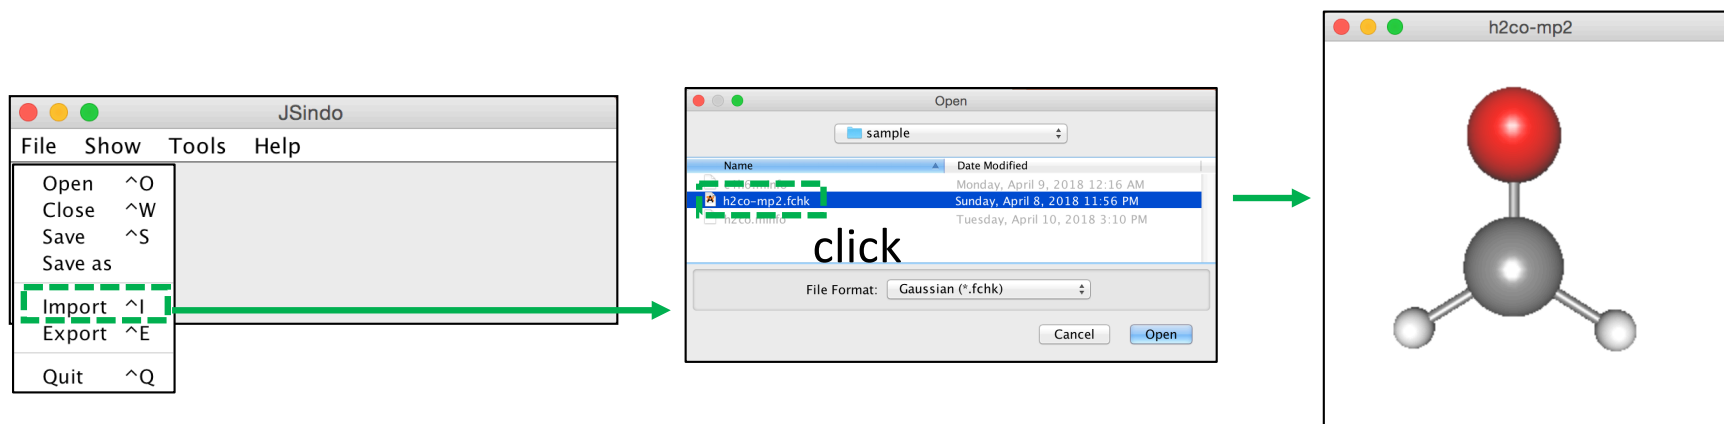 JSindo
File Show Tools Help
Open ^O
Close ^W
Save ^S
Save as
Import ^I
Export ^E
Quit ^Q
Open
sample
Name Date Modified
Monday, April 9, 2018 12:16 AM
h2co-mp2.fchk Sunday, April 8, 2018 11:56 PM
h2co.minfo Tuesday, April 10, 2018 3:10 PM
click
File Format: Gaussian (*.fchk)
Cancel Open
h2co-mp2